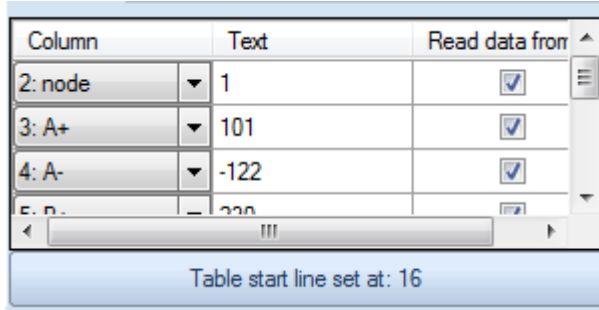 Column Text Read data from
2: node 1
3: A+ 101
4: A- -122
Table start line set at: 16